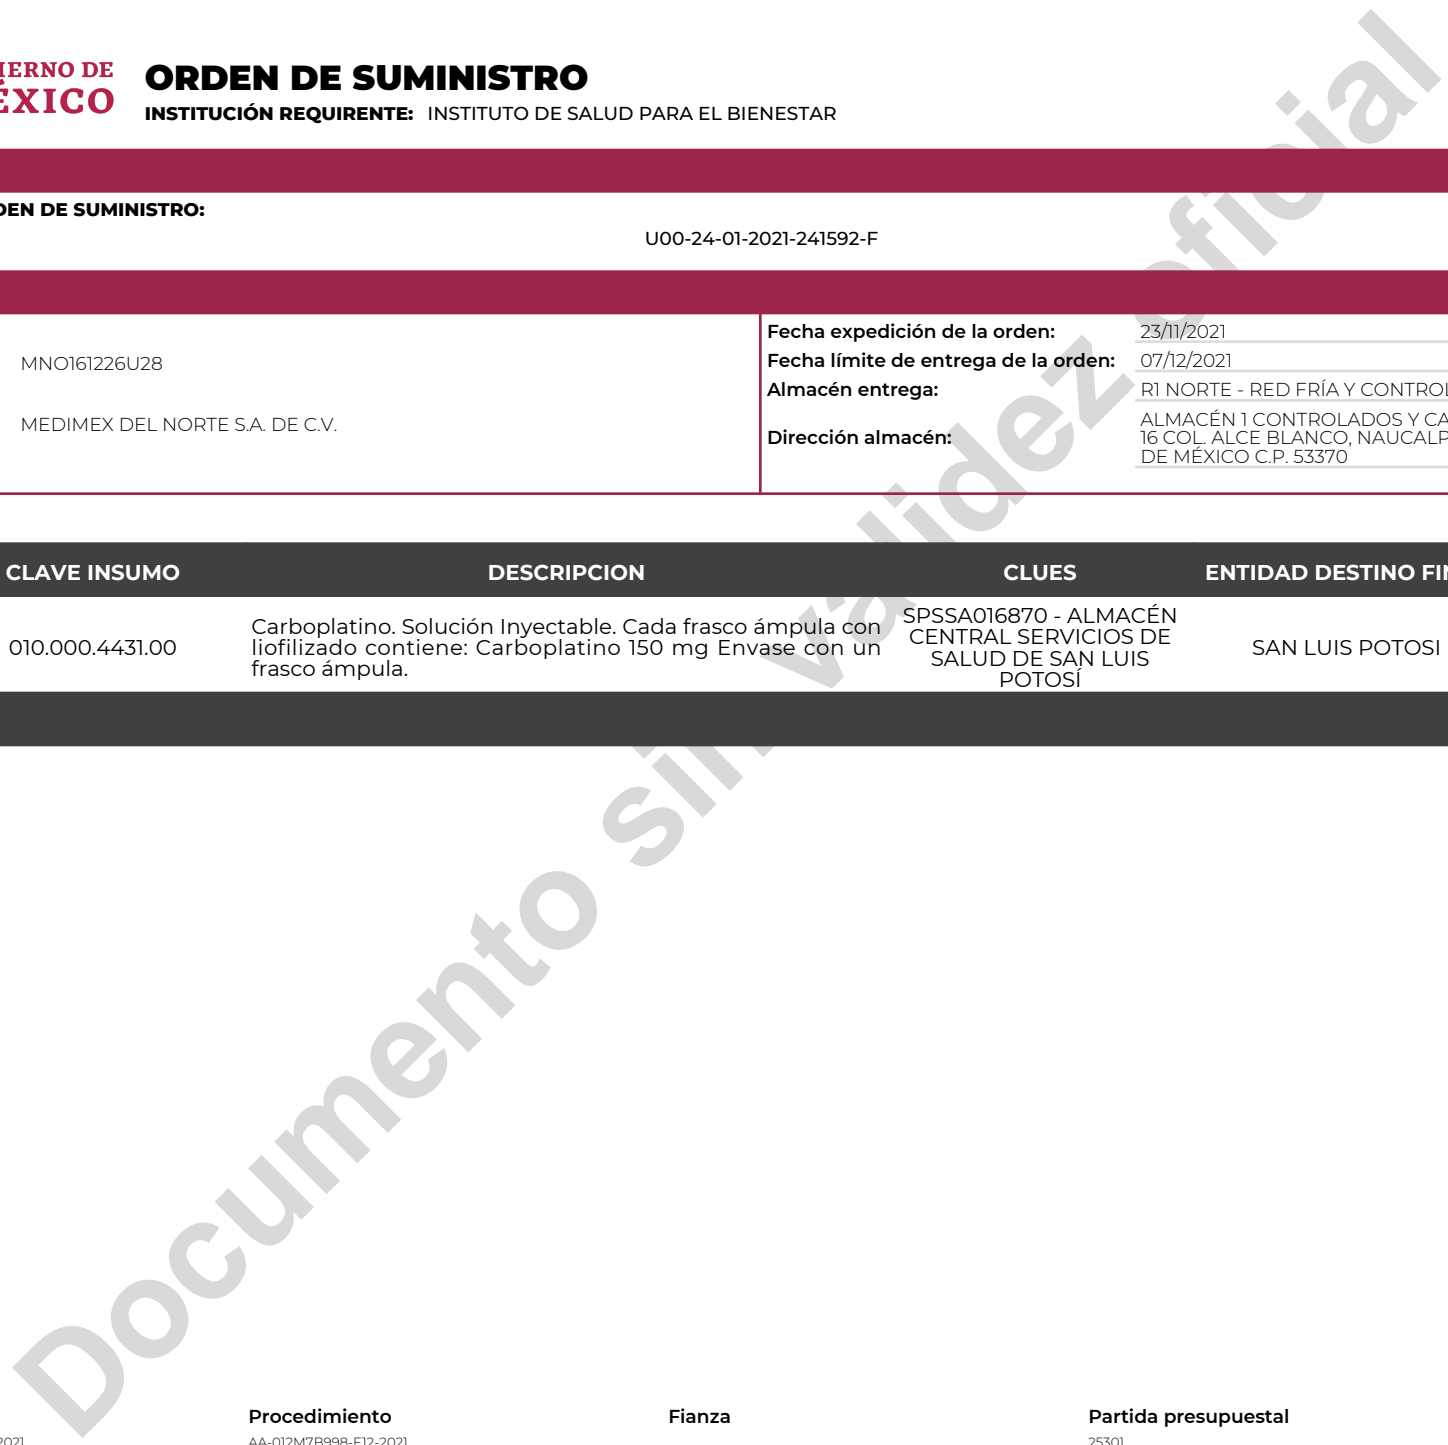 IERNO DE
ÉXICO
ORDEN DE SUMINISTRO
INSTITUCIÓN REQUIRENTE: INSTITUTO DE SALUD PARA EL BIENESTAR
DEN DE SUMINISTRO:
U00-24-01-2021-241592-F
MNO161226U28
MEDIMEX DEL NORTE S.A. DE C.V.
Fecha expedición de la orden: 23/11/2021
Fecha límite de entrega de la orden: 07/12/2021
Almacén entrega: R1 NORTE - RED FRÍA Y CONTROL
Dirección almacén: ALMACÉN 1 CONTROLADOS Y CA
16 COL. ALCE BLANCO, NAUCALP
DE MÉXICO C.P. 53370
CLAVE INSUMO DESCRIPCION CLUES ENTIDAD DESTINO FIN
010.000.4431.00
Carboplatino. Solución Inyectable. Cada frasco ámpula con
liofilizado contiene: Carboplatino 150 mg Envase con un
frasco ámpula.
SPSSA016870 - ALMACÉN
CENTRAL SERVICIOS DE
SALUD DE SAN LUIS
POTOSÍ
SAN LUIS POTOSI
Documento sin validez oficial
Procedimiento Fianza Partida presupuestal
2021 AA-012M7B998-E12-2021 25301